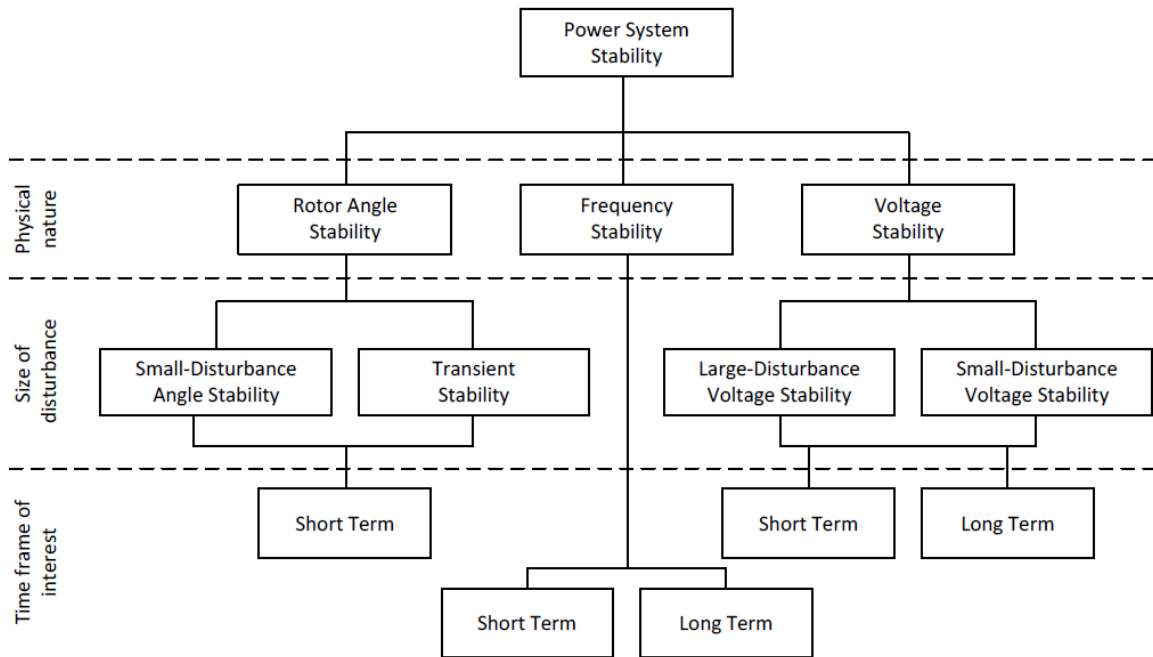 Power System
Stability
Physical
nature
Rotor Angle
Stability
Frequency
Stability
Voltage
Stability
Size of
disturbance
Small-Disturbance
Angle Stability
Transient
Stability
Large-Disturbance
Voltage Stability
Small-Disturbance
Voltage Stability
Time frame of
interest
Short Term
Short Term
Long Term
Short Term
Long Term